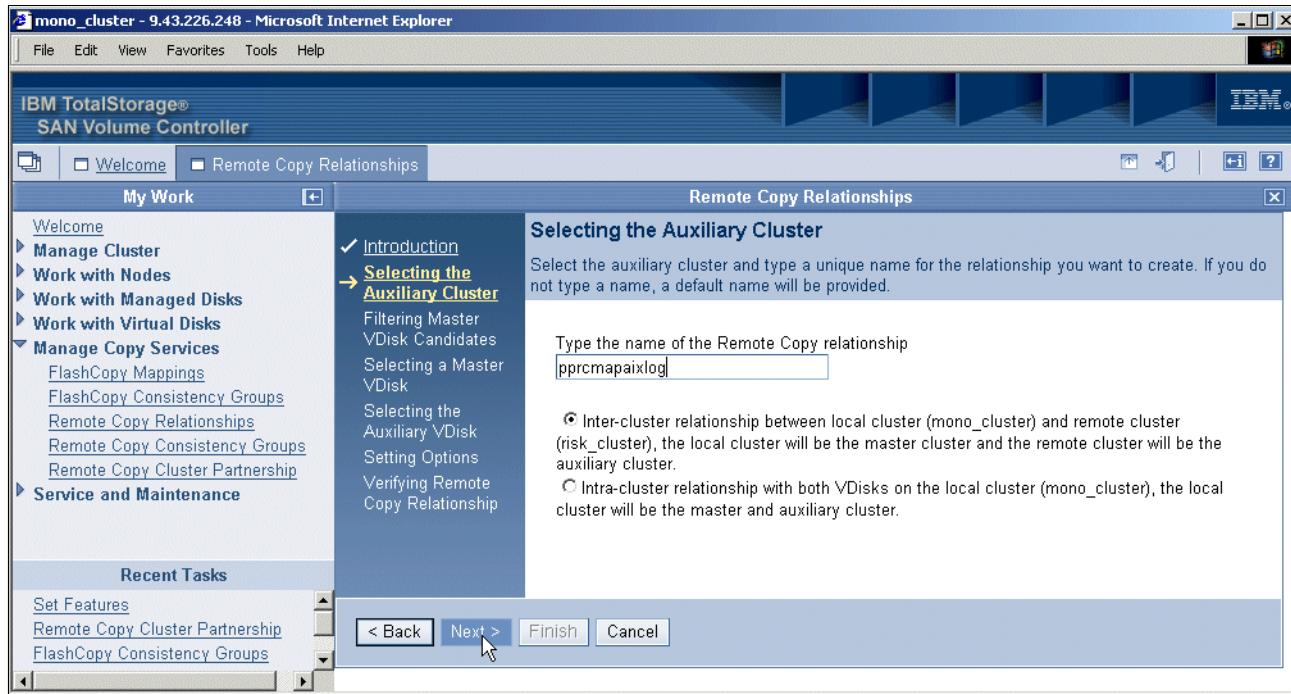 mono_cluster - 9.43.226.248 - Microsoft Internet Explorer
File Edit View Favorites Tools Help
IBM TotalStorage®
SAN Volume Controller
IBM®
Welcome
Remote Copy Relationships
My Work
Remote Copy Relationships
Welcome
Manage Cluster
Work with Nodes
Work with Managed Disks
Work with Virtual Disks
Manage Copy Services
FlashCopy Mappings
FlashCopy Consistency Groups
Remote Copy Relationships
Remote Copy Consistency Groups
Remote Copy Cluster Partnership
Service and Maintenance
Recent Tasks
Set Features
Remote Copy Cluster Partnership
FlashCopy Consistency Groups
Introduction
Selecting the
Auxiliary Cluster
Filtering Master
VDisk Candidates
Selecting a Master
VDisk
Selecting the
Auxiliary VDisk
Setting Options
Verifying Remote
Copy Relationship
Selecting the Auxiliary Cluster
Select the auxiliary cluster and type a unique name for the relationship you want to create. If you do
not type a name, a default name will be provided.
Type the name of the Remote Copy relationship
pprcmapaixlog
Inter-cluster relationship between local cluster (mono_cluster) and remote cluster
(risk_cluster), the local cluster will be the master cluster and the remote cluster will be the
auxiliary cluster.
Intra-cluster relationship with both VDisks on the local cluster (mono_cluster), the local
cluster will be the master and auxiliary cluster.
< Back Next > Finish Cancel